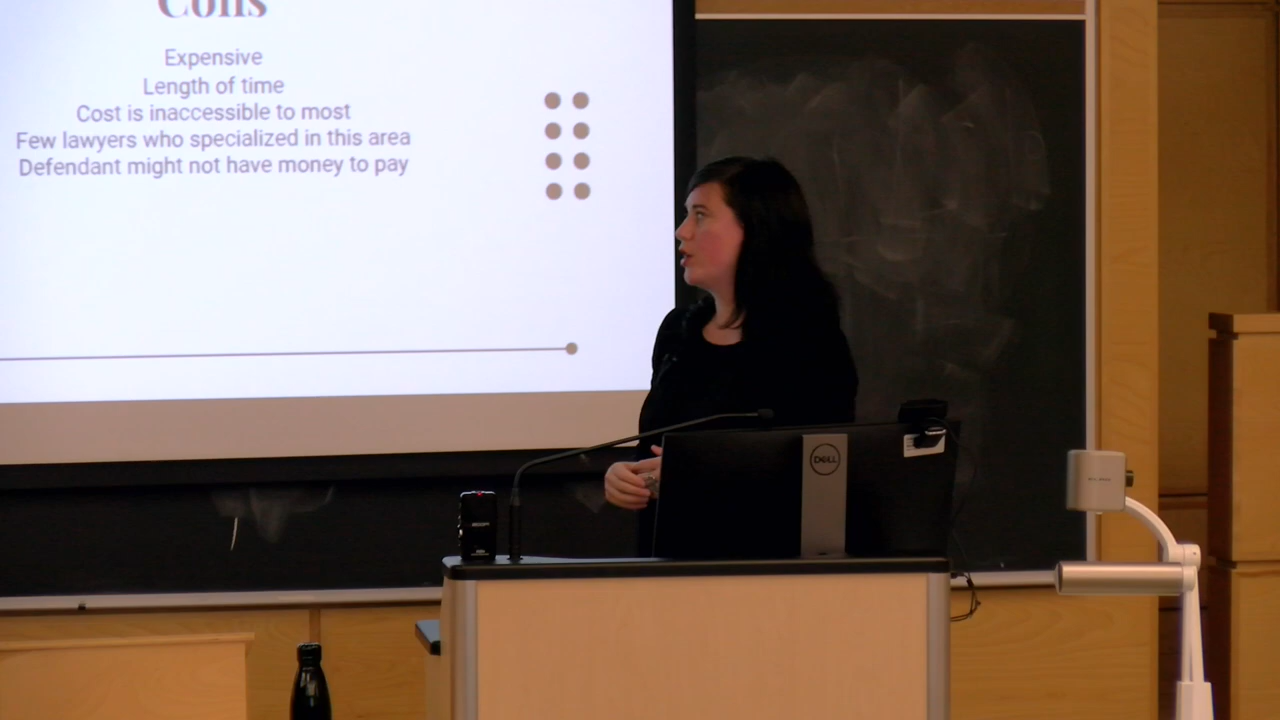 Cons
Expensive
Length of time
Cost is inaccessible to most
Few lawyers who specialized in this area
Defendant might not have money to pay
DELL